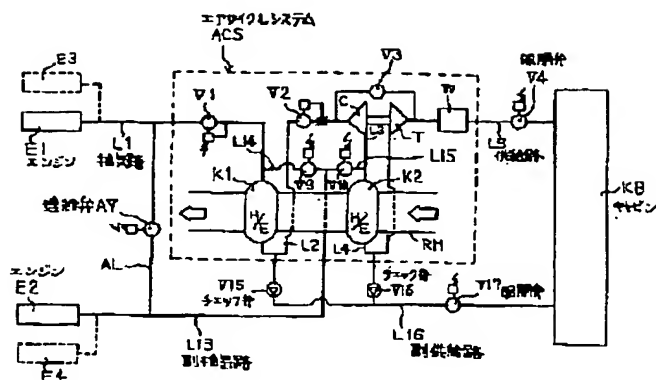 エアサイクルシステム
ACS
E3
E1
エンジン
L1
抽気路
V1
V2
V3
C
L3
T
W
開閉弁
V4
L5
供給路
L14
V9
L15
K1
K2
H/E
H/E
L2
L4
RH
KB
キャビン
連通弁AV
AL
エンジン
E2
E4
V15
チェック弁
チェック弁
V16
V17
開閉弁
L13
副抽気路
L16
副供給路